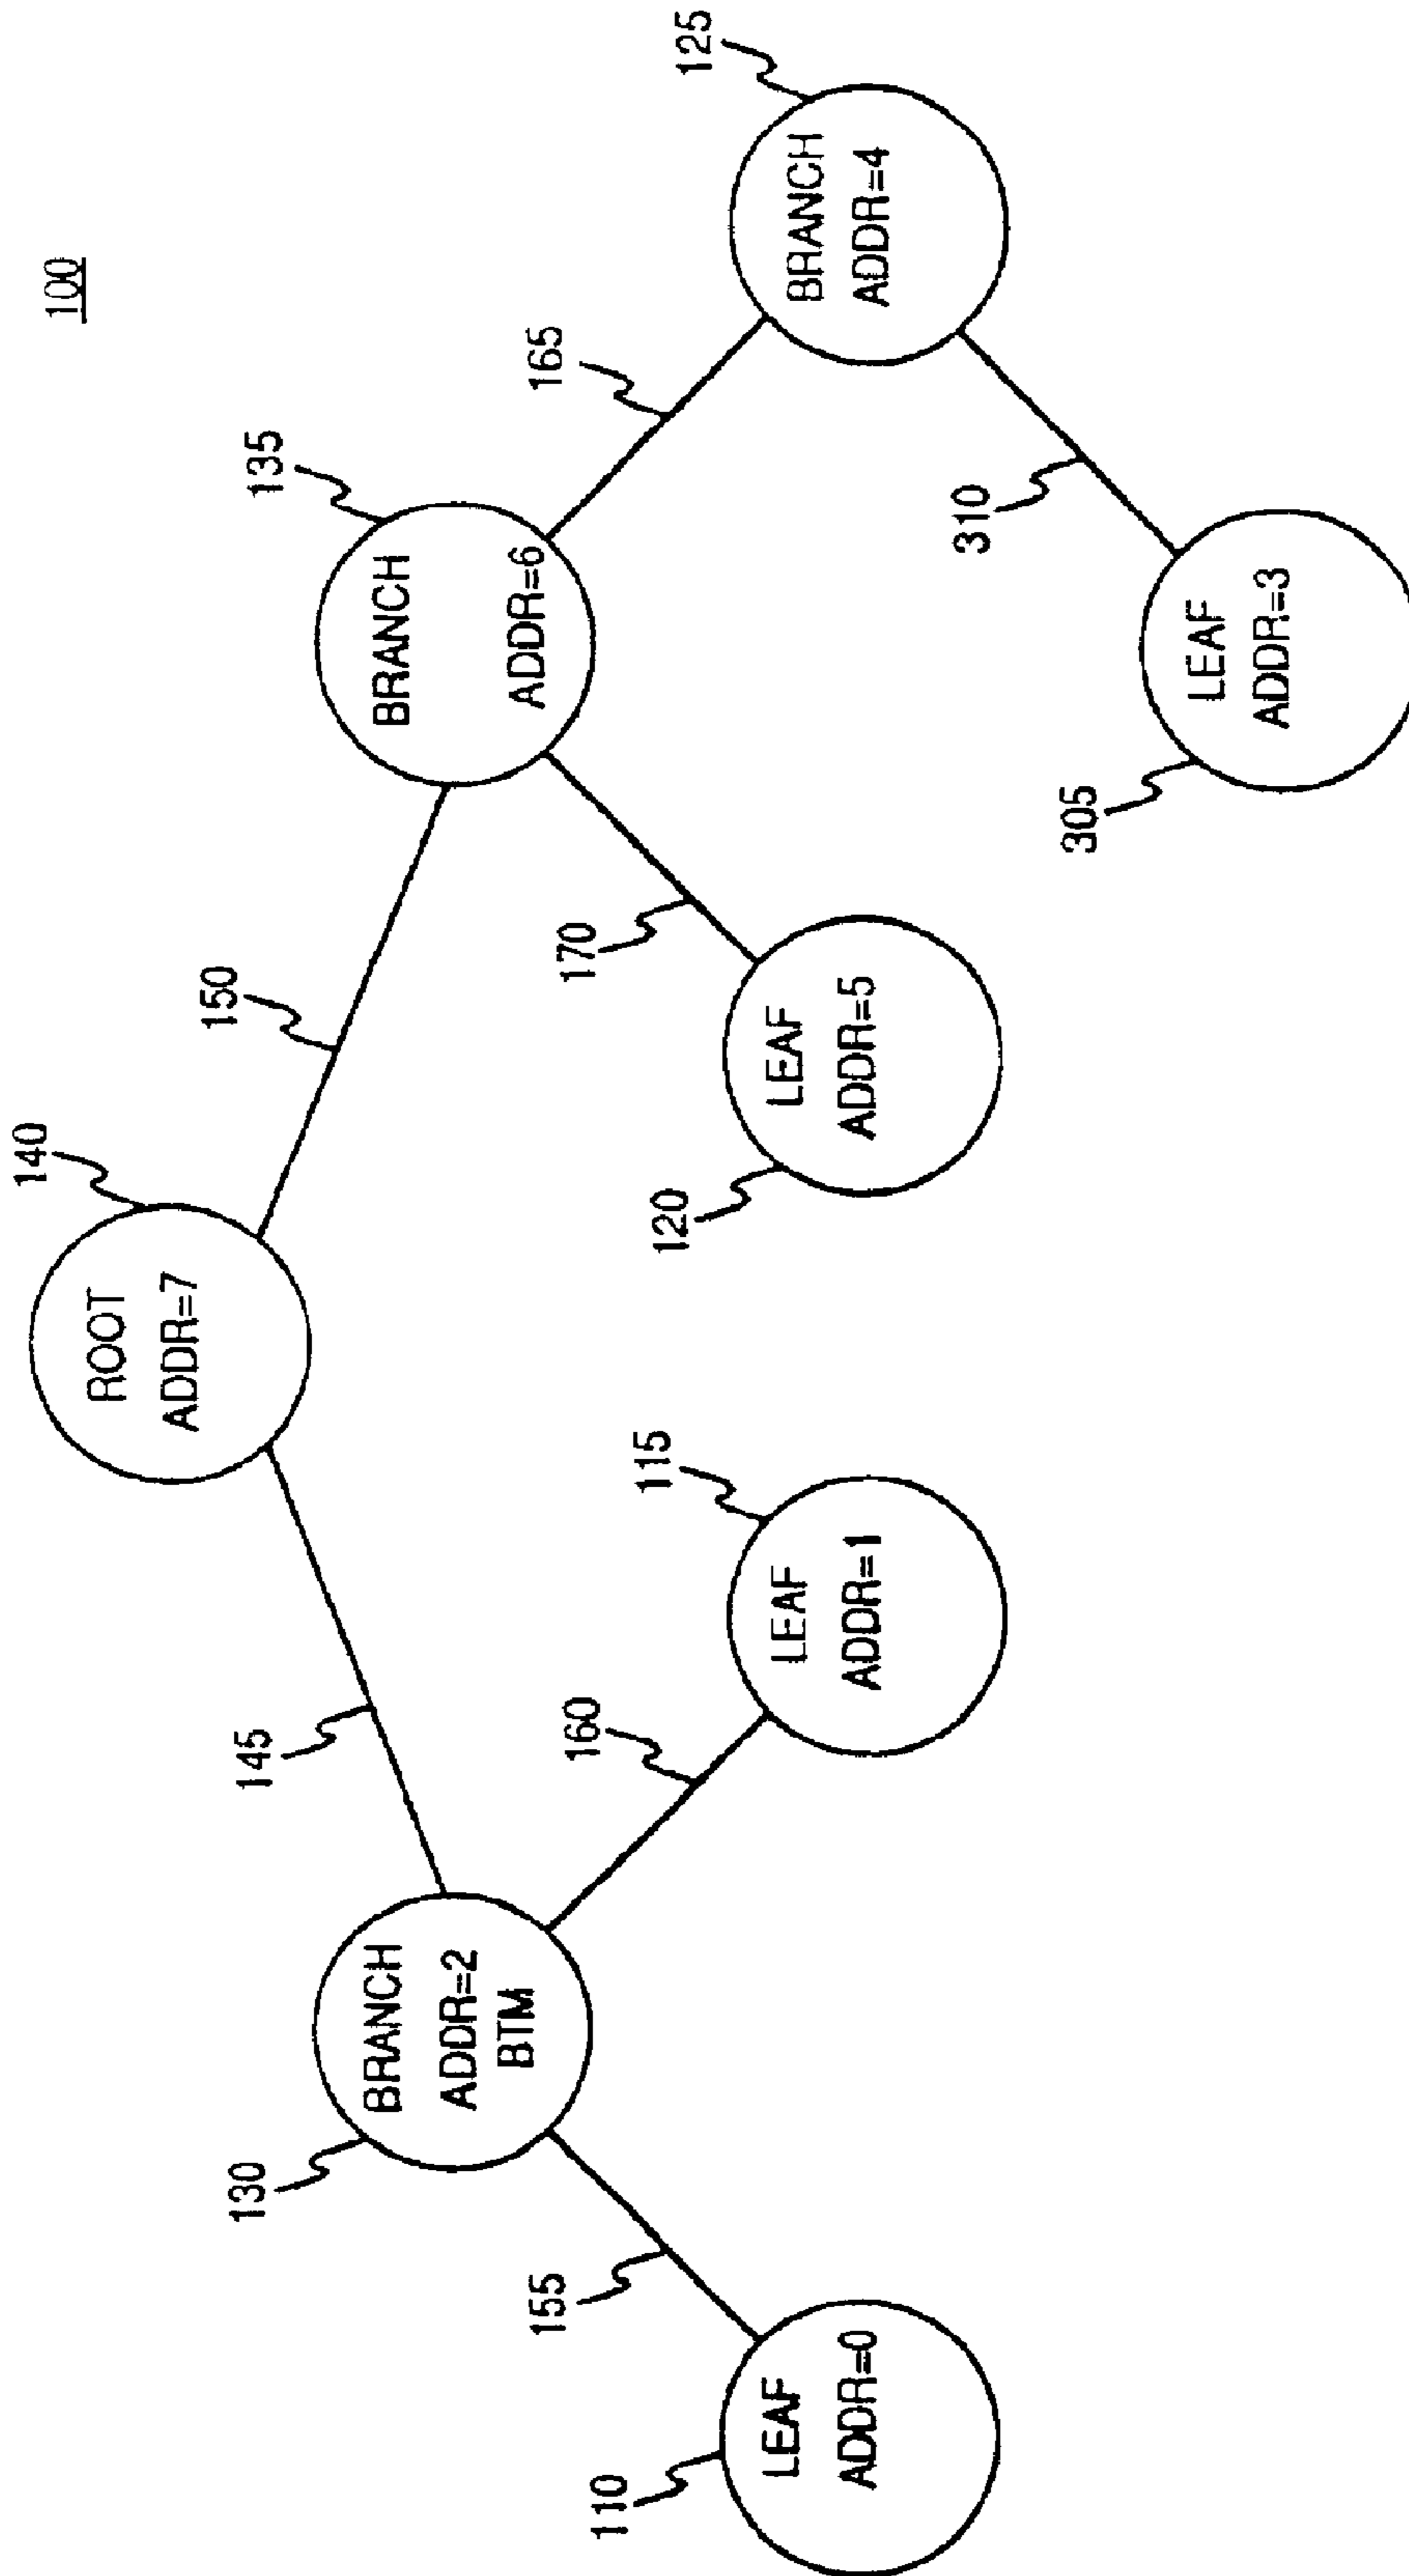 100
140
ROOT
ADDR=7
145
150
130
BRANCH
ADDR=2
BTM
135
BRANCH
ADDR=6
155
160
170
165
110
LEAF
ADDR=0
115
LEAF
ADDR=1
120
LEAF
ADDR=5
125
BRANCH
ADDR=4
310
305
LEAF
ADDR=3